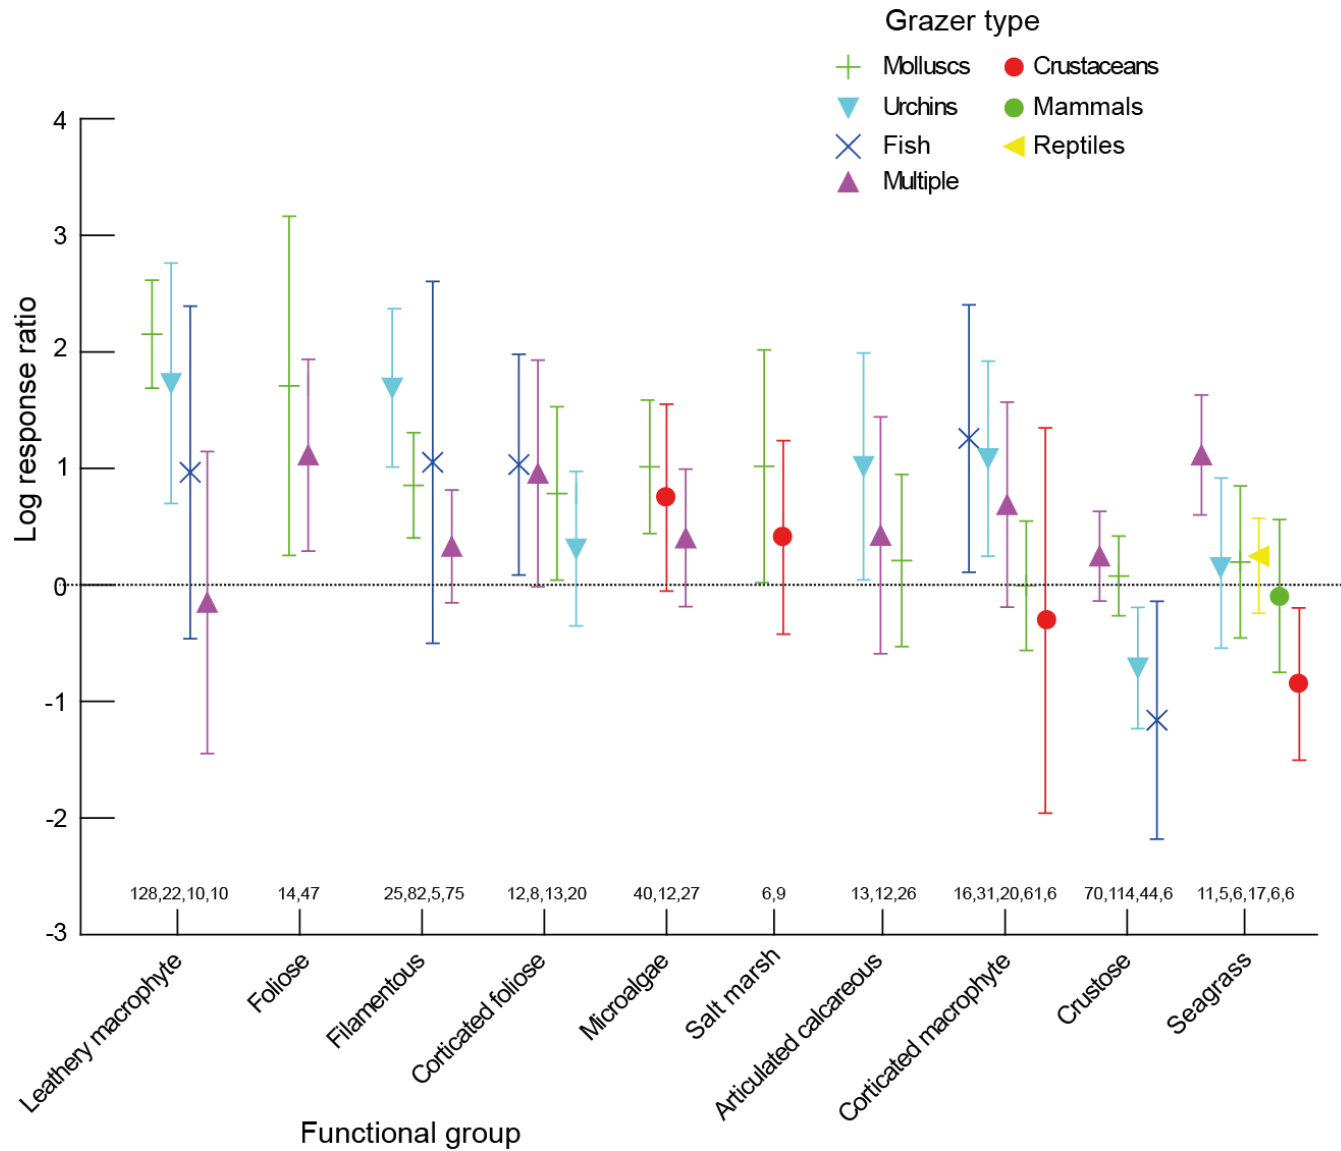 Grazer type
Molluscs
Crustaceans
Urchins
Mammals
Fish
Reptiles
Multiple
Log response ratio
4
3
2
1
0
-1
-2
-3
128,22,10,10
14,47
25,82,5,75
12,8,13,20
40,12,27
6,9
13,12,26
16,31,20,61,6
70,114,44,6
11,5,6,17,6,6
Leathery macrophyte
Foliose
Filamentous
Corticated foliose
Microalgae
Salt marsh
Articulated calcareous
Corticated macrophyte
Crustose
Seagrass
Functional group